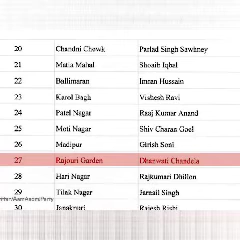 20 Chandni Chowk Parlad Singh Sawhney
21 Matia Mahal Shoaib Iqbal
22 Ballimaran Imran Hussain
23 Karol Bagh Vishesh Ravi
24 Patel Nagar Raaj Kumar Anand
25 Moti Nagar Shiv Charan Goel
26 Madipur Girish Soni
27 Rajouri Garden Dhanwati Chandela
28 Hari Nagar Rajkumari Dhillon
29 Tilak Nagar Jarnail Singh
/AamAadmiParty
30 Janakpuri Rajesh Rishi